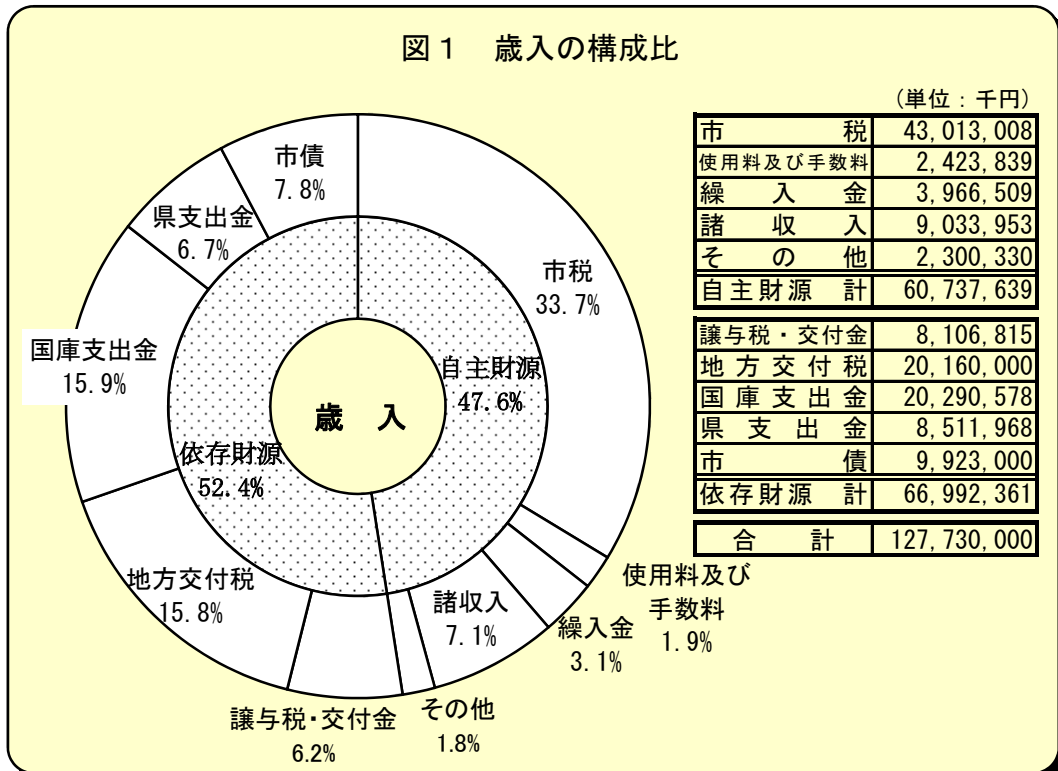 図１　歳入の構成比
(単位：千円)
市税 43,013,008
使用料及び手数料 2,423,839
繰入金 3,966,509
諸収入 9,033,953
その他 2,300,330
自主財源 計 60,737,639
譲与税・交付金 8,106,815
地方交付税 20,160,000
国庫支出金 20,290,578
県支出金 8,511,968
市債 9,923,000
依存財源 計 66,992,361
合計 127,730,000
市債
7.8%
県支出金
6.7%
市税
33.7%
国庫支出金
15.9%
自主財源
47.6%
歳　入
依存財源
52.4%
地方交付税
15.8%
諸収入
7.1%
使用料及び
手数料
1.9%
繰入金
3.1%
その他
1.8%
譲与税・交付金
6.2%